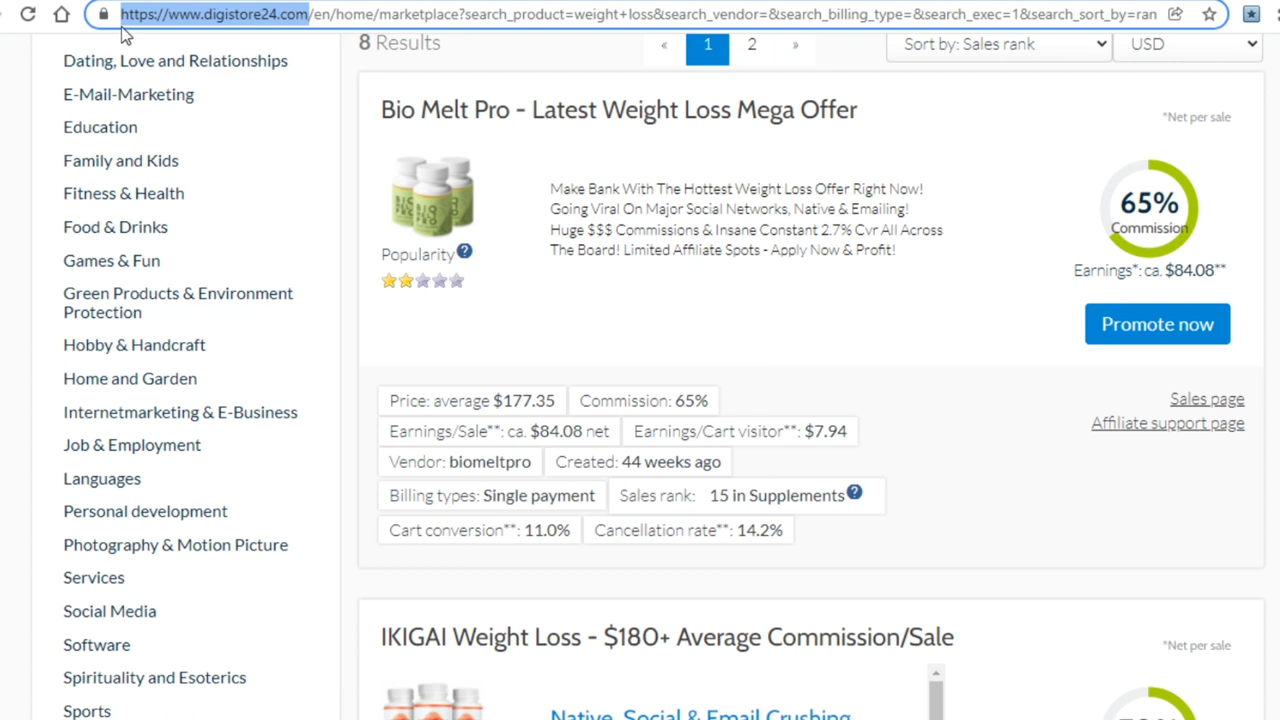 https://www.digistore24.com/en/home/marketplace?search_product=weight+loss&search_vendor=&search_billing_type=&search_exec=1&search_sort_by=ran
Dating, Love and Relationships
E-Mail-Marketing
Education
Family and Kids
Fitness & Health
Food & Drinks
Games & Fun
Green Products & Environment
Protection
Hobby & Handcraft
Home and Garden
Internetmarketing & E-Business
Job & Employment
Languages
Personal development
Photography & Motion Picture
Services
Social Media
Software
Spirituality and Esoterics
Sports
8 Results
« 1 2 »
Sort by: Sales rank
USD
Bio Melt Pro - Latest Weight Loss Mega Offer
*Net per sale
BIO
PRO
Make Bank With The Hottest Weight Loss Offer Right Now!
Going Viral On Major Social Networks, Native & Emailing!
Huge $$$ Commissions & Insane Constant 2.7% Cvr All Across
The Board! Limited Affiliate Spots - Apply Now & Profit!
Popularity ?
65%
Commission
Earnings*: ca. $84.08**
Promote now
Price: average $177.35
Commission: 65%
Earnings/Sale**: ca. $84.08 net
Earnings/Cart visitor**: $7.94
Vendor: biomeltpro
Created: 44 weeks ago
Billing types: Single payment
Sales rank: 15 in Supplements ?
Cart conversion**: 11.0%
Cancellation rate**: 14.2%
Sales page
Affiliate support page
IKIGAI Weight Loss - $180+ Average Commission/Sale
*Net per sale
Native, Social & Email Crushing